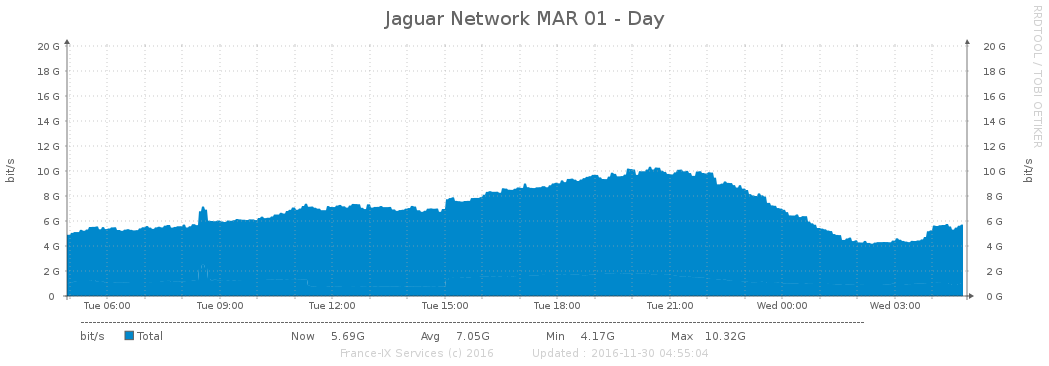 Jaguar Network MAR 01 - Day
RRDTOOL / TOBI OETIKER
20 G 20 G
18 G 18 G
16 G 16 G
14 G 14 G
12 G 12 G
10 G 10 G
8 G 8 G
6 G 6 G
4 G 4 G
2 G 2 G
0 0 G
bit/s bit/s
Tue 06:00 Tue 09:00 Tue 12:00 Tue 15:00 Tue 18:00 Tue 21:00 Wed 00:00 Wed 03:00
bit/s Total Now 5.69G Avg 7.05G Min 4.17G Max 10.32G
France-IX Services (c) 2016 Updated : 2016-11-30 04:55:04